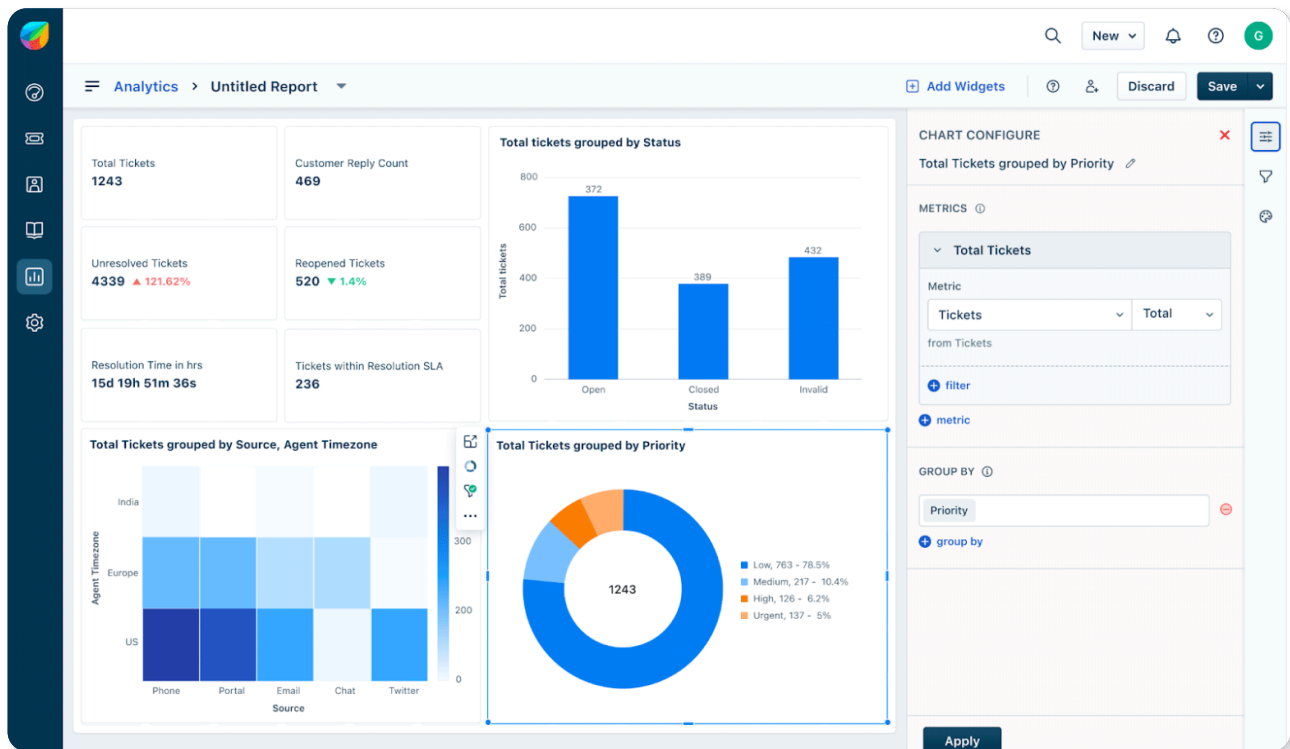 New
G
Analytics > Untitled Report
Add Widgets
Discard
Save
Total Tickets
1243
Customer Reply Count
469
Unresolved Tickets
4339 ▲ 121.62%
Reopened Tickets
520 ▼ 1.4%
Resolution Time in hrs
15d 19h 51m 36s
Tickets within Resolution SLA
236
Total tickets grouped by Status
Total tickets
800
600
400
200
0
372
389
432
Open
Closed
Invalid
Status
Total Tickets grouped by Source, Agent Timezone
Agent Timezone
India
Europe
US
Phone
Portal
Email
Chat
Twitter
Source
300
200
0
Total Tickets grouped by Priority
1243
Low, 763 - 78.5%
Medium, 217 - 10.4%
High, 126 - 6.2%
Urgent, 137 - 5%
CHART CONFIGURE
Total Tickets grouped by Priority
METRICS
Total Tickets
Metric
Tickets
Total
from Tickets
filter
metric
GROUP BY
Priority
group by
Apply